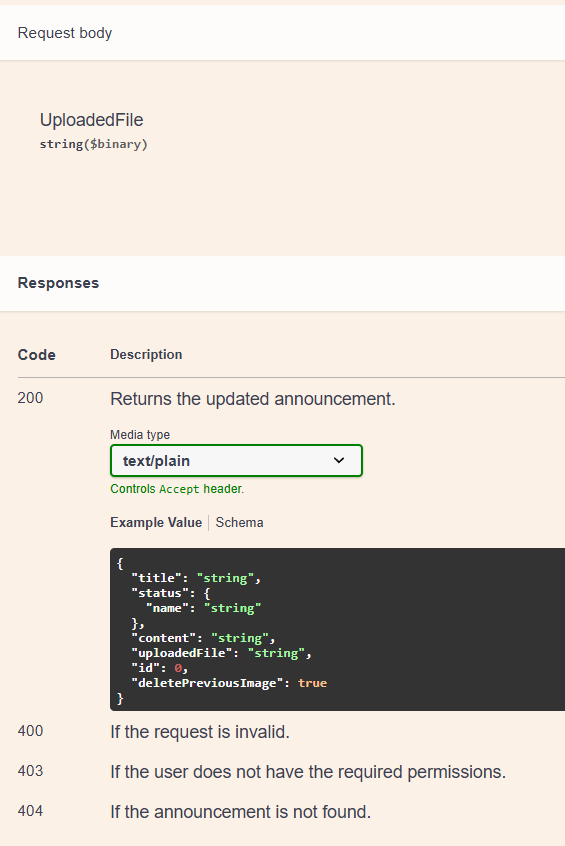 Request body
UploadedFile
string($binary)
Responses
Code Description
200 Returns the updated announcement.
Media type
text/plain
Controls Accept header.
Example Value Schema
{
  "title": "string",
  "status": {
    "name": "string"
  },
  "content": "string",
  "uploadedFile": "string",
  "id": 0,
  "deletePreviousImage": true
}
400 If the request is invalid.
403 If the user does not have the required permissions.
404 If the announcement is not found.